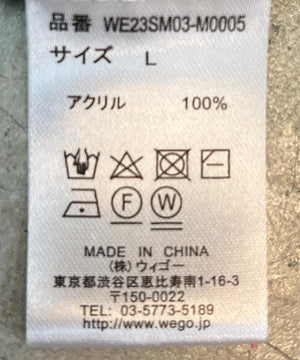 品番 WE23SM03-M0005
サイズ L
アクリル 100%
F W
MADE IN CHINA
(株)ウィゴー
東京都渋谷区恵比寿南1-16-3
〒150-0022
TEL: 03-5773-5189
http://www.wego.jp/